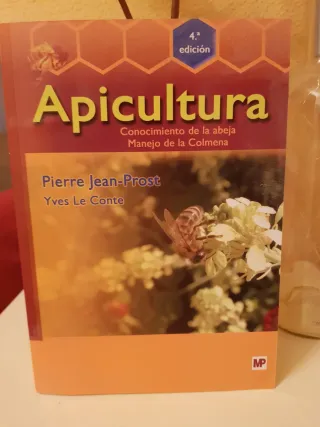 4.ª
edición
Apicultura
Conocimiento de la abeja
Manejo de la Colmena
Pierre Jean-Prost
Yves Le Conte
MP